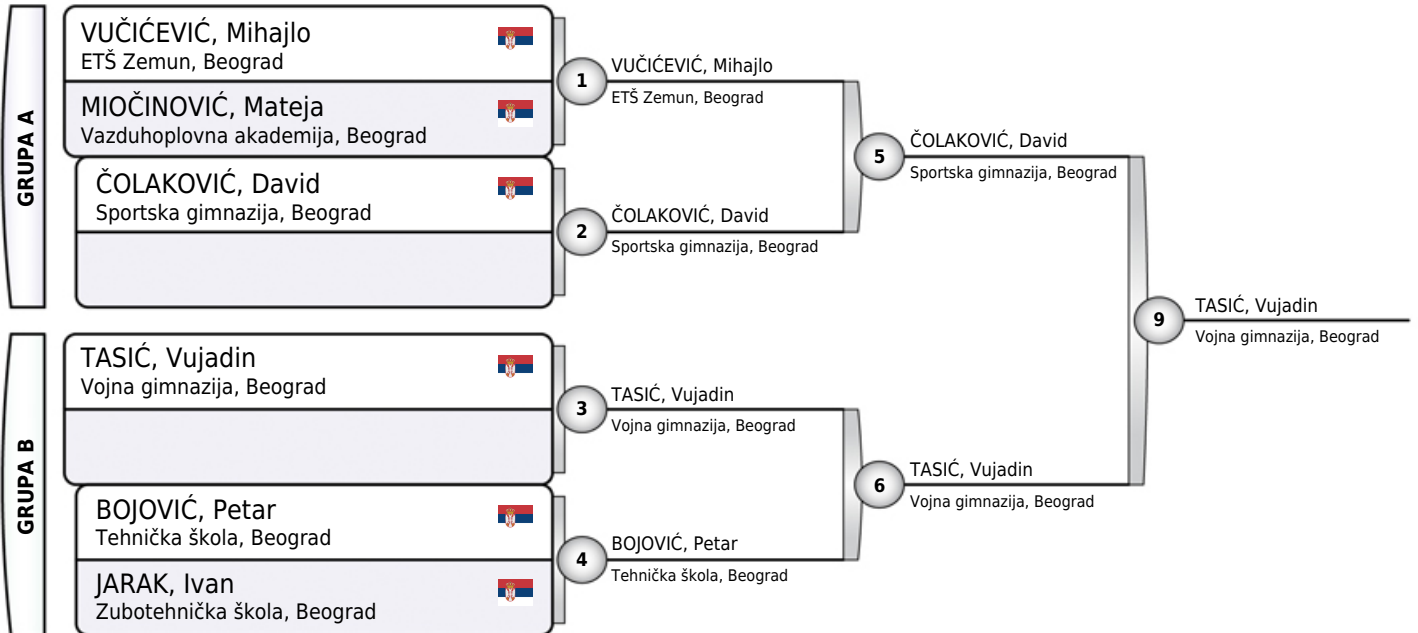 GRUPA A
VUČIĆEVIĆ, Mihajlo
ETŠ Zemun, Beograd
MIOČINOVIĆ, Mateja
Vazduhoplovna akademija, Beograd
ČOLAKOVIĆ, David
Sportska gimnazija, Beograd
1
VUČIĆEVIĆ, Mihajlo
ETŠ Zemun, Beograd
2
ČOLAKOVIĆ, David
Sportska gimnazija, Beograd
5
ČOLAKOVIĆ, David
Sportska gimnazija, Beograd
GRUPA B
TASIĆ, Vujadin
Vojna gimnazija, Beograd
BOJOVIĆ, Petar
Tehnička škola, Beograd
JARAK, Ivan
Zubotehnička škola, Beograd
3
TASIĆ, Vujadin
Vojna gimnazija, Beograd
4
BOJOVIĆ, Petar
Tehnička škola, Beograd
6
TASIĆ, Vujadin
Vojna gimnazija, Beograd
9
TASIĆ, Vujadin
Vojna gimnazija, Beograd